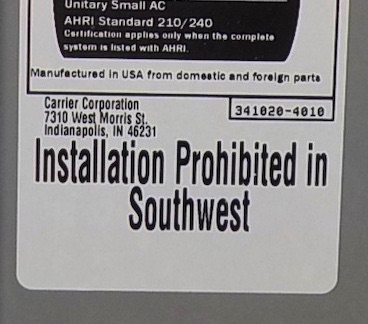 Unitary Small AC
AHRI Standard 210/240
Certification applies only when the complete
system is listed with AHRI.
Manufactured in USA from domestic and foreign parts
Carrier Corporation
7310 West Morris St.
Indianapolis, IN 46231
341020-4010
Installation Prohibited in
Southwest